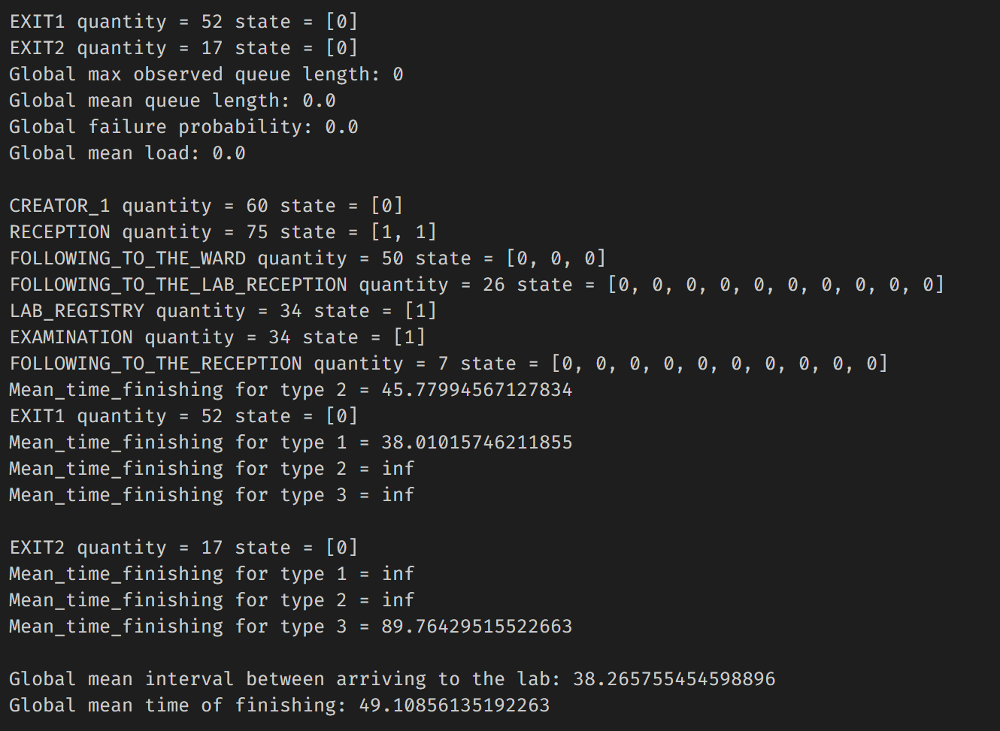 EXIT1 quantity = 52 state = [0]
EXIT2 quantity = 17 state = [0]
Global max observed queue length: 0
Global mean queue length: 0.0
Global failure probability: 0.0
Global mean load: 0.0
CREATOR_1 quantity = 60 state = [0]
RECEPTION quantity = 75 state = [1, 1]
FOLLOWING_TO_THE_WARD quantity = 50 state = [0, 0, 0]
FOLLOWING_TO_THE_LAB_RECEPTION quantity = 26 state = [0, 0, 0, 0, 0, 0, 0, 0, 0, 0]
LAB_REGISTRY quantity = 34 state = [1]
EXAMINATION quantity = 34 state = [1]
FOLLOWING_TO_THE_RECEPTION quantity = 7 state = [0, 0, 0, 0, 0, 0, 0, 0, 0, 0]
Mean_time_finishing for type 2 = 45.77994567127834
EXIT1 quantity = 52 state = [0]
Mean_time_finishing for type 1 = 38.01015746211855
Mean_time_finishing for type 2 = inf
Mean_time_finishing for type 3 = inf
EXIT2 quantity = 17 state = [0]
Mean_time_finishing for type 1 = inf
Mean_time_finishing for type 2 = inf
Mean_time_finishing for type 3 = 89.76429515522663
Global mean interval between arriving to the lab: 38.265755454598896
Global mean time of finishing: 49.10856135192263